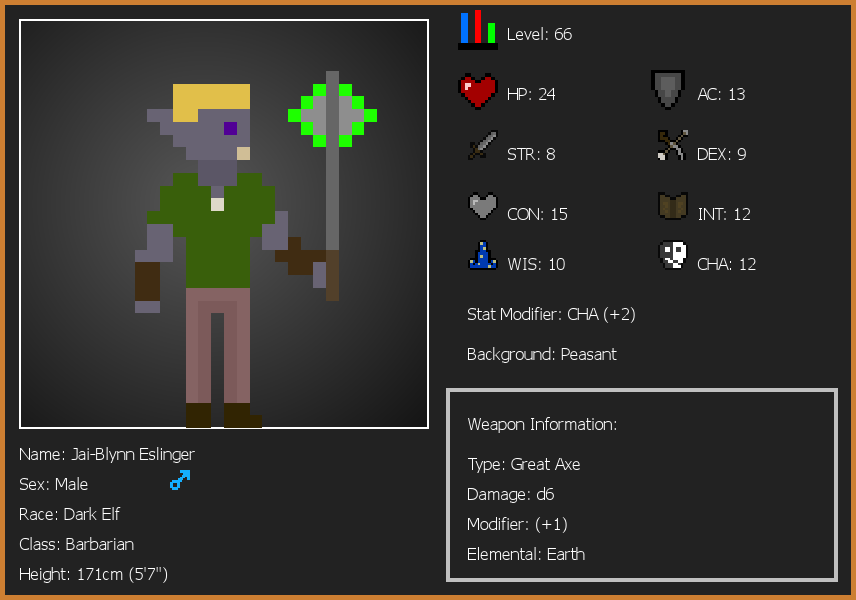 Level: 66
HP: 24 AC: 13
STR: 8 DEX: 9
CON: 15 INT: 12
WIS: 10 CHA: 12
Stat Modifier: CHA (+2)
Background: Peasant
Weapon Information:
Type: Great Axe
Damage: d6
Modifier: (+1)
Elemental: Earth
Name: Jai-Blynn Eslinger
Sex: Male
Race: Dark Elf
Class: Barbarian
Height: 171cm (5'7")